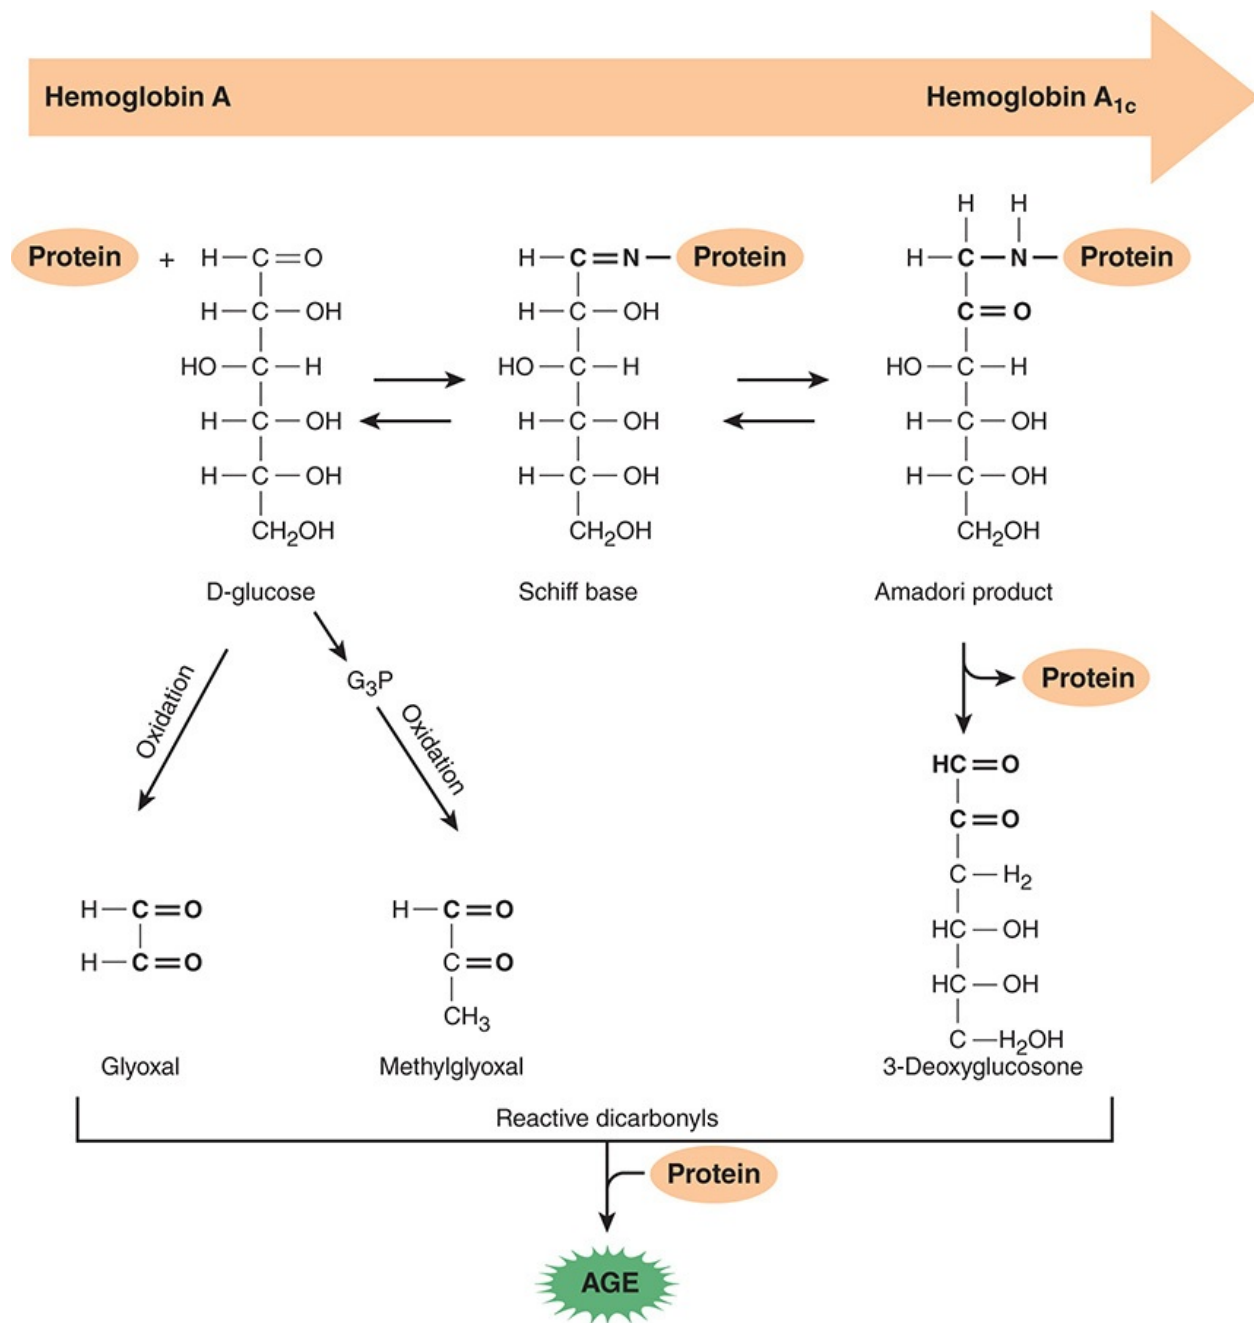 Hemoglobin A Hemoglobin A1c
H H
Protein + H—C=O H—C=N—Protein H—C—N—Protein
H—C—OH H—C—OH C=O
HO—C—H HO—C—H HO—C—H
H—C—OH H—C—OH H—C—OH
H—C—OH H—C—OH H—C—OH
CH2OH CH2OH CH2OH
D-glucose Schiff base Amadori product
Oxidation
G3P
Oxidation
Protein
HC=O
C=O
C—H2
HC—OH
HC—OH
C—H2OH
H—C=O
H—C=O
Glyoxal
H—C=O
C=O
CH3
Methylglyoxal
3-Deoxyglucosone
Reactive dicarbonyls
Protein
AGE